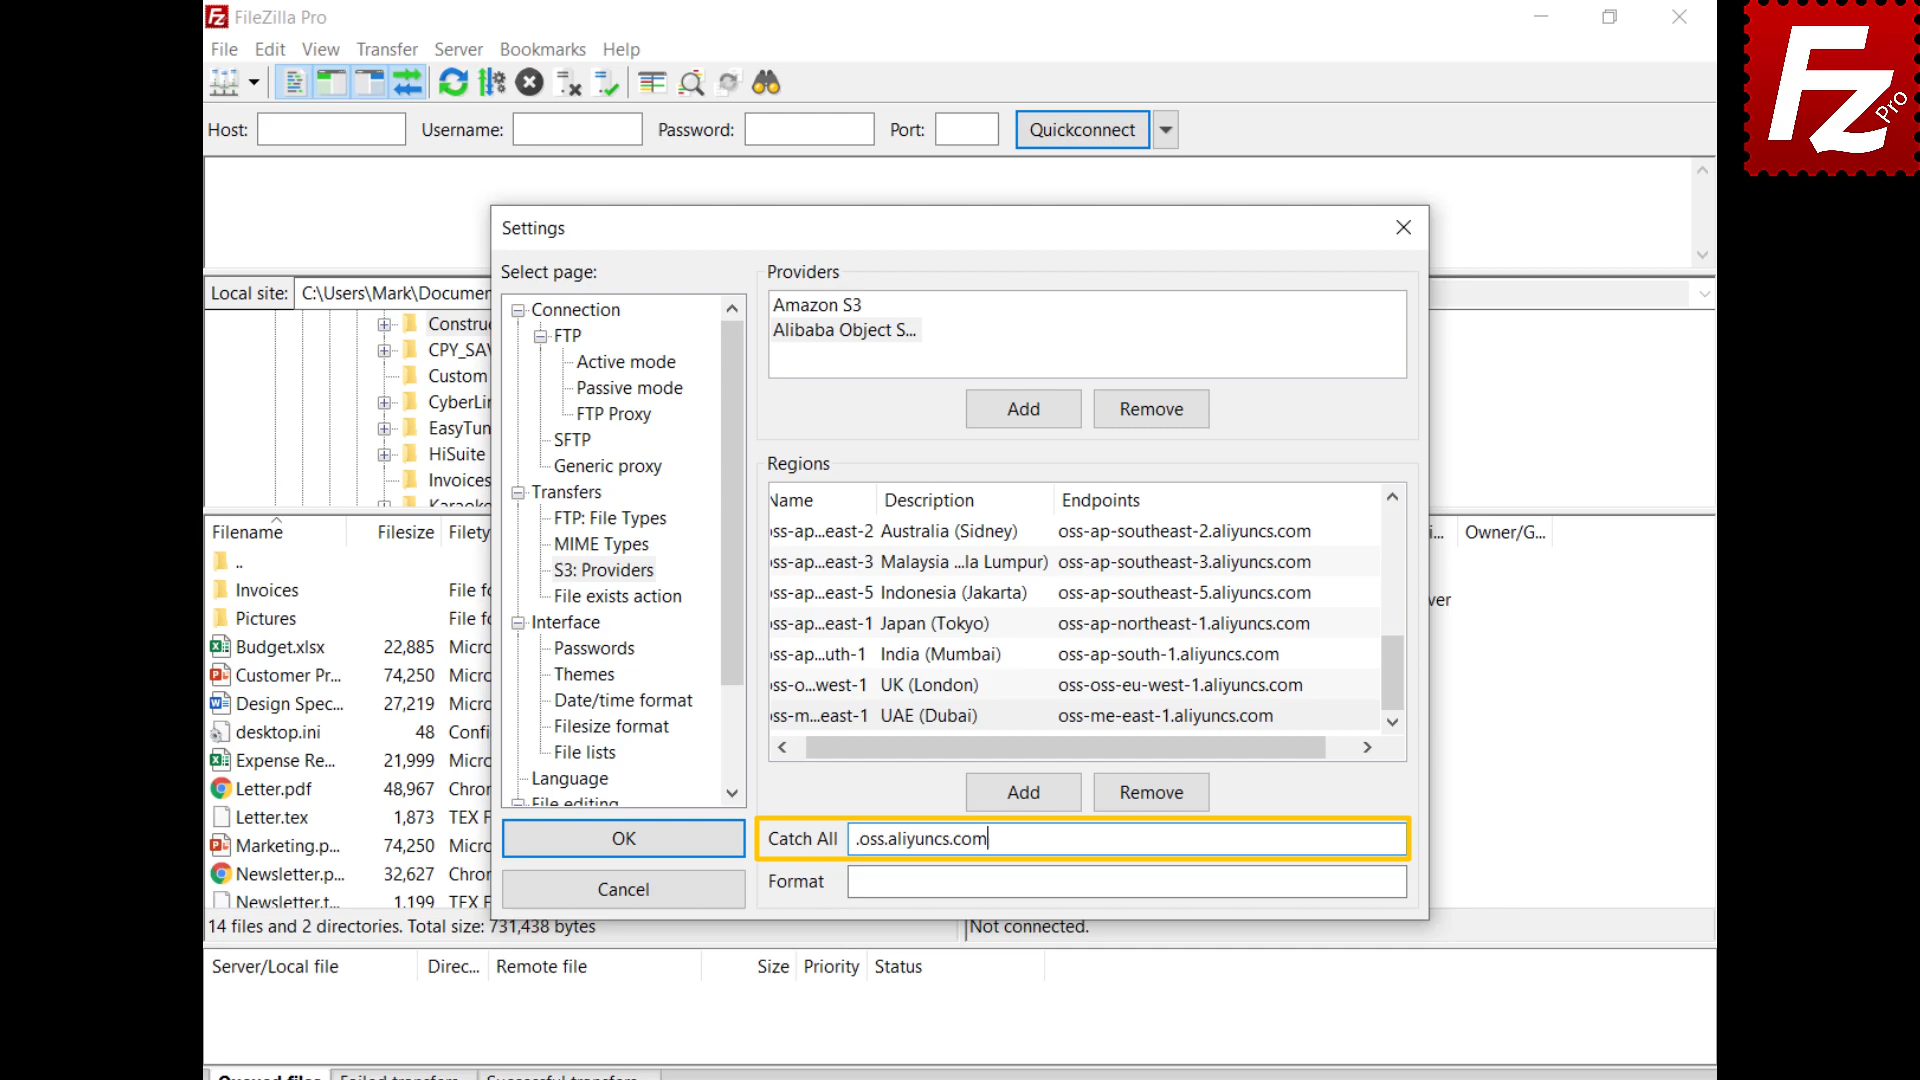 FileZilla Pro
File Edit View Transfer Server Bookmarks Help
Host: Username: Password: Port: Quickconnect
Fz Pro
Settings
Select page:
Connection
FTP
Active mode
Passive mode
FTP Proxy
SFTP
Generic proxy
Transfers
FTP: File Types
MIME Types
S3: Providers
File exists action
Interface
Passwords
Themes
Date/time format
Filesize format
File lists
Language
File editing
OK
Cancel
Providers
Amazon S3
Alibaba Object S...
Add Remove
Regions
Name Description Endpoints
oss-ap...east-2 Australia (Sidney) oss-ap-southeast-2.aliyuncs.com
oss-ap...east-3 Malaysia ...la Lumpur) oss-ap-southeast-3.aliyuncs.com
oss-ap...east-5 Indonesia (Jakarta) oss-ap-southeast-5.aliyuncs.com
oss-ap...east-1 Japan (Tokyo) oss-ap-northeast-1.aliyuncs.com
oss-ap...uth-1 India (Mumbai) oss-ap-south-1.aliyuncs.com
oss-o...west-1 UK (London) oss-oss-eu-west-1.aliyuncs.com
oss-m...east-1 UAE (Dubai) oss-me-east-1.aliyuncs.com
Add Remove
Catch All .oss.aliyuncs.com
Format
Local site: C:\Users\Mark\Documen
Constru
CPY_SAV
Custom
CyberLin
EasyTun
HiSuite
Invoices
Karaoke
Filename Filesize Filety
..
Invoices File fo
Pictures File fo
Budget.xlsx 22,885 Micro
Customer Pr... 74,250 Micro
Design Spec... 27,219 Micro
desktop.ini 48 Confi
Expense Re... 21,999 Micro
Letter.pdf 48,967 Chron
Letter.tex 1,873 TEX F
Marketing.p... 74,250 Micro
Newsletter.p... 32,627 Chron
Newsletter.t... 1,199 TEX F
14 files and 2 directories. Total size: 731,438 bytes
i... Owner/G...
ver
Not connected.
Server/Local file Direc... Remote file Size Priority Status
Queued files Failed transfers Successful transfers